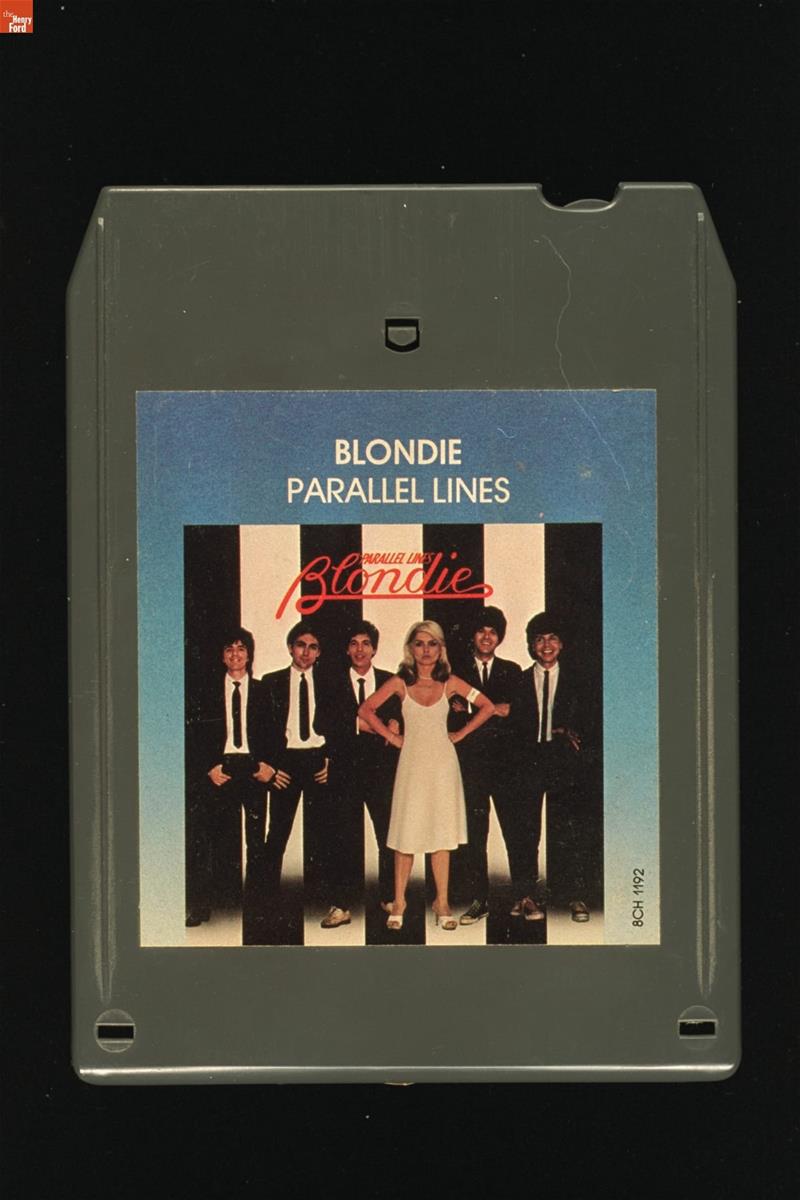 the
Henry
Ford
BLONDIE
PARALLEL LINES
PARALLEL LINES
Blondie
8CH 1192